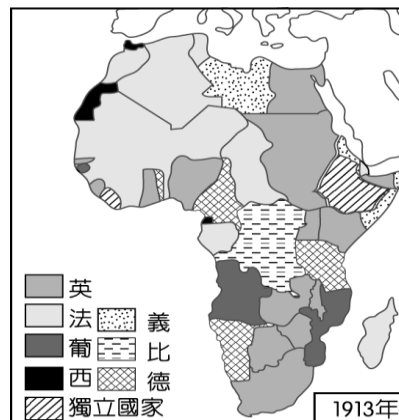 英
法 義
葡 比
西 德
獨立國家
1913年